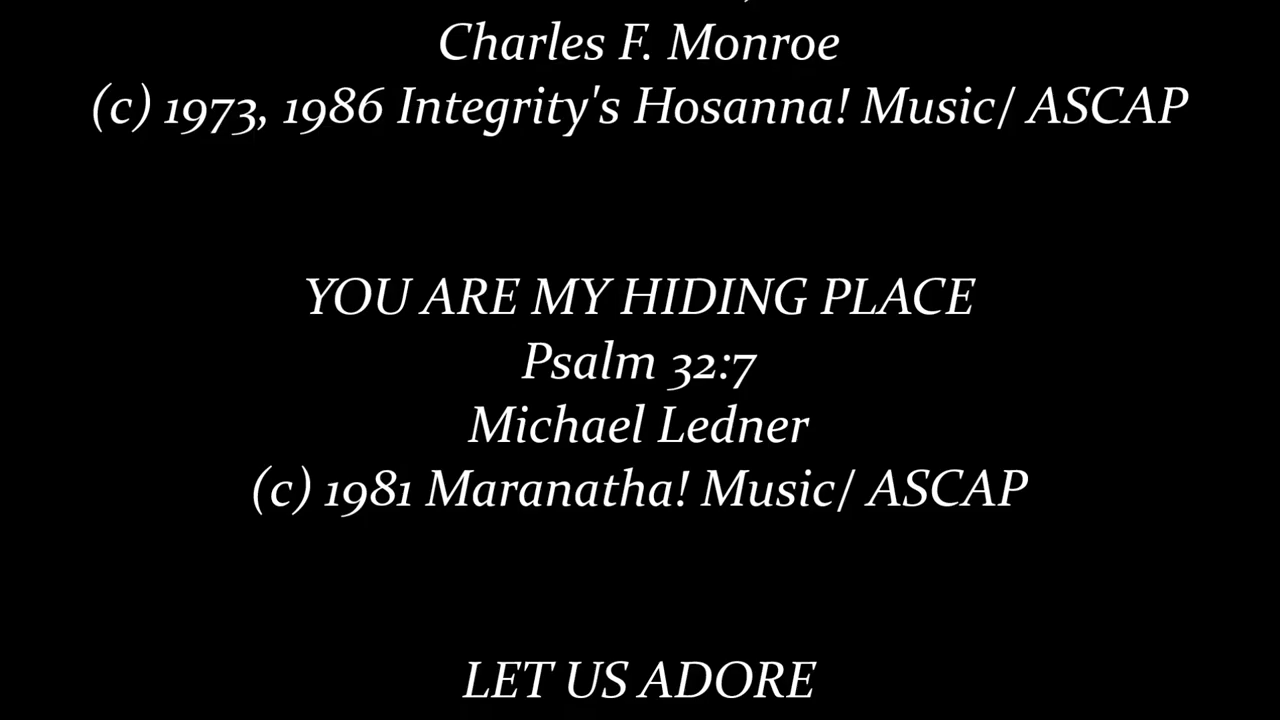 Charles F. Monroe
(c) 1973, 1986 Integrity's Hosanna! Music/ ASCAP
YOU ARE MY HIDING PLACE
Psalm 32:7
Michael Ledner
(c) 1981 Maranatha! Music/ ASCAP
LET US ADORE